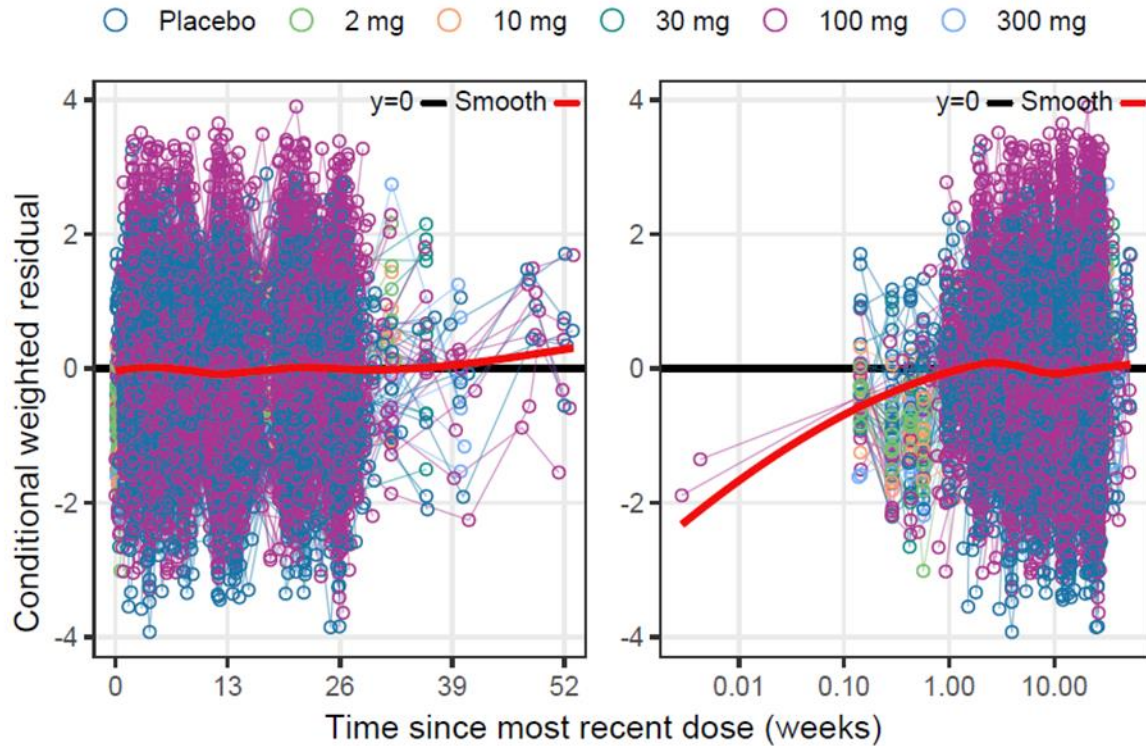 Placebo 2 mg 10 mg 30 mg 100 mg 300 mg
y=0 Smooth y=0 Smooth
4 4
2 2
0 0
-2 -2
-4 -4
Conditional weighted residual
0 13 26 39 52 0.01 0.10 1.00 10.00
Time since most recent dose (weeks)